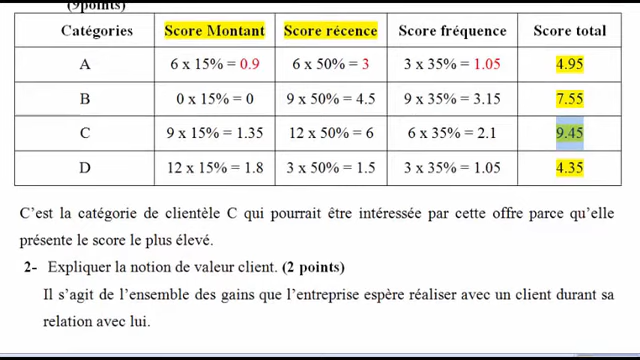 (9points)
Catégories Score Montant Score récence Score fréquence Score total
A 6 x 15% = 0.9 6 x 50% = 3 3 x 35% = 1.05 4.95
B 0 x 15% = 0 9 x 50% = 4.5 9 x 35% = 3.15 7.55
C 9 x 15% = 1.35 12 x 50% = 6 6 x 35% = 2.1 9.45
D 12 x 15% = 1.8 3 x 50% = 1.5 3 x 35% = 1.05 4.35
C’est la catégorie de clientèle C qui pourrait être intéressée par cette offre parce qu’elle
présente le score le plus élevé.
2- Expliquer la notion de valeur client. (2 points)
Il s’agit de l’ensemble des gains que l’entreprise espère réaliser avec un client durant sa
relation avec lui.